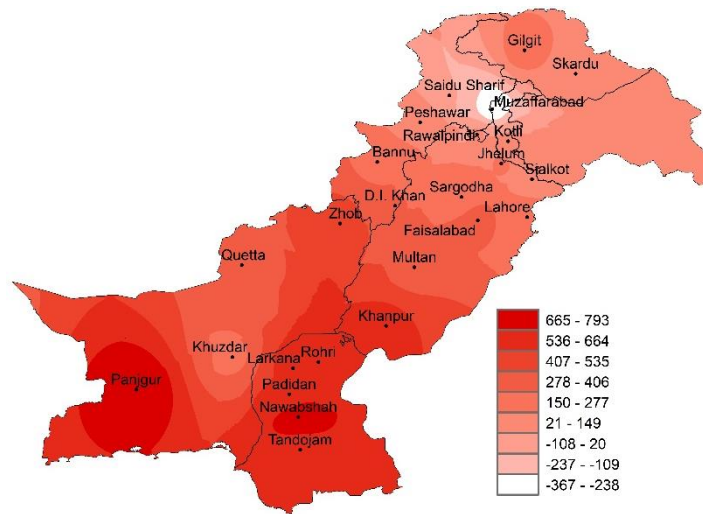 Gilgit
Skardu
Saidu Sharif
Muzaffarabad
Peshawar
Rawalpindi
Kotli
Bannu
Jhelum
Sialkot
Sargodha
D.I. Khan
Lahore
Zhob
Faisalabad
Quetta
Multan
Khanpur
Khuzdar
Larkana
Rohri
Panjgur
Padidan
Nawabshah
Tandojam
665 - 793
536 - 664
407 - 535
278 - 406
150 - 277
21 - 149
-108 - 20
-237 - -109
-367 - -238